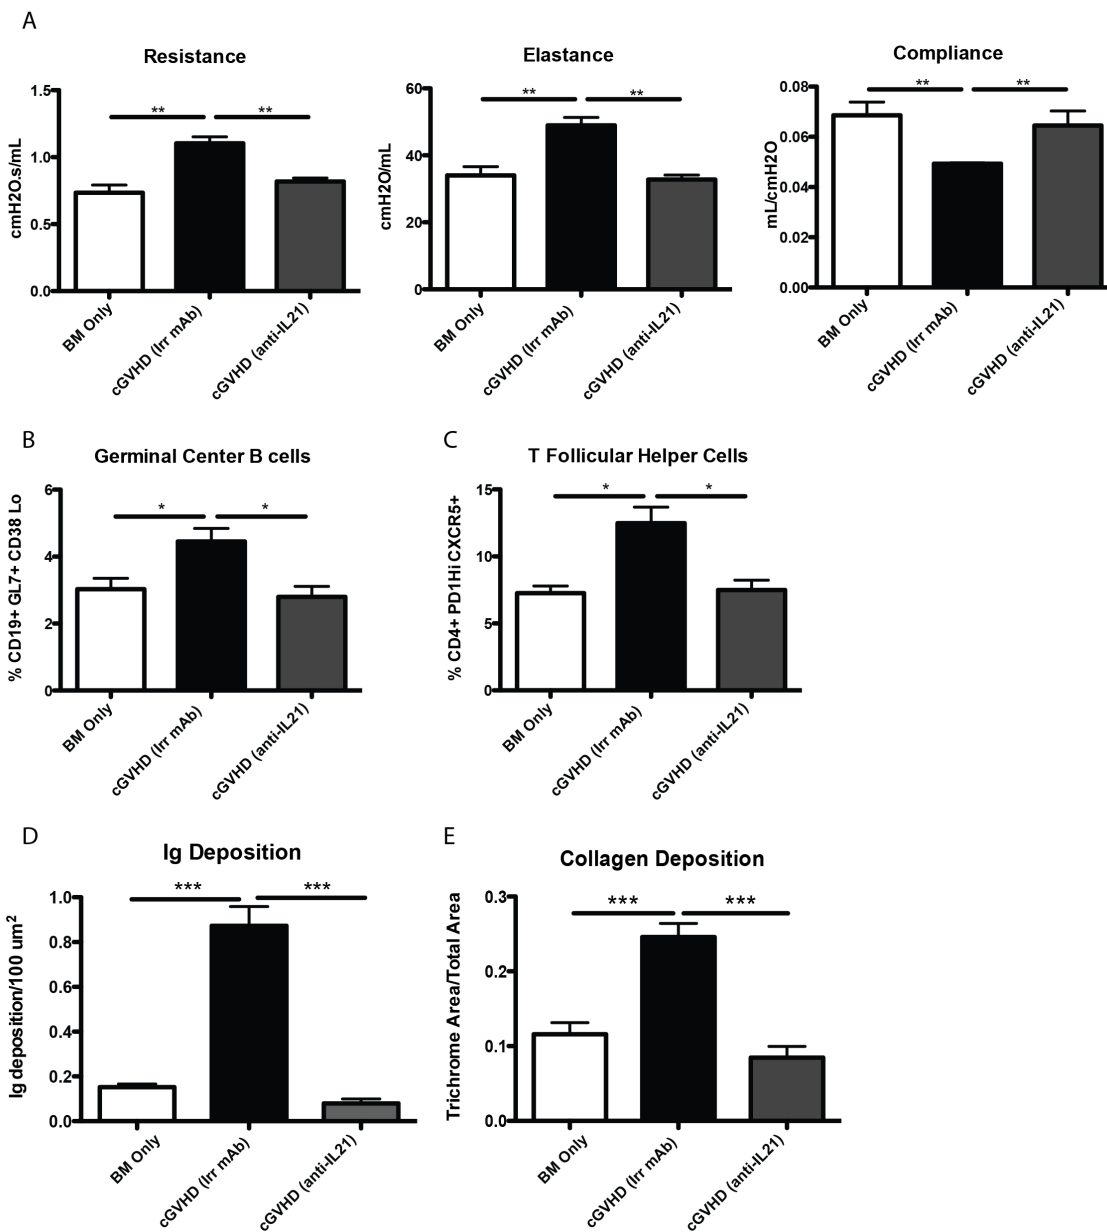 A
Resistance
cmH2O.s/mL
1.5
1.0
0.5
0.0
**
**
BM Only
cGVHD (Irr mAb)
cGVHD (anti-IL21)
Elastance
cmH2O/mL
60
40
20
0
**
**
BM Only
cGVHD (Irr mAb)
cGVHD (anti-IL21)
Compliance
mL/cmH2O
0.08
0.06
0.04
0.02
0.00
**
**
BM Only
cGVHD (Irr mAb)
cGVHD (anti-IL21)
B
Germinal Center B cells
% CD19+ GL7+ CD38 Lo
6
4
2
0
*
*
BM Only
cGVHD (Irr mAb)
cGVHD (anti-IL21)
C
T Follicular Helper Cells
% CD4+ PD1Hi CXCR5+
15
10
5
0
*
*
BM Only
cGVHD (Irr mAb)
cGVHD (anti-IL21)
D
Ig Deposition
Ig deposition/100 um²
1.0
0.8
0.6
0.4
0.2
0.0
***
***
BM Only
cGVHD (Irr mAb)
cGVHD (anti-IL21)
E
Collagen Deposition
Trichrome Area/Total Area
0.3
0.2
0.1
0.0
***
***
BM Only
cGVHD (Irr mAb)
cGVHD (anti-IL21)